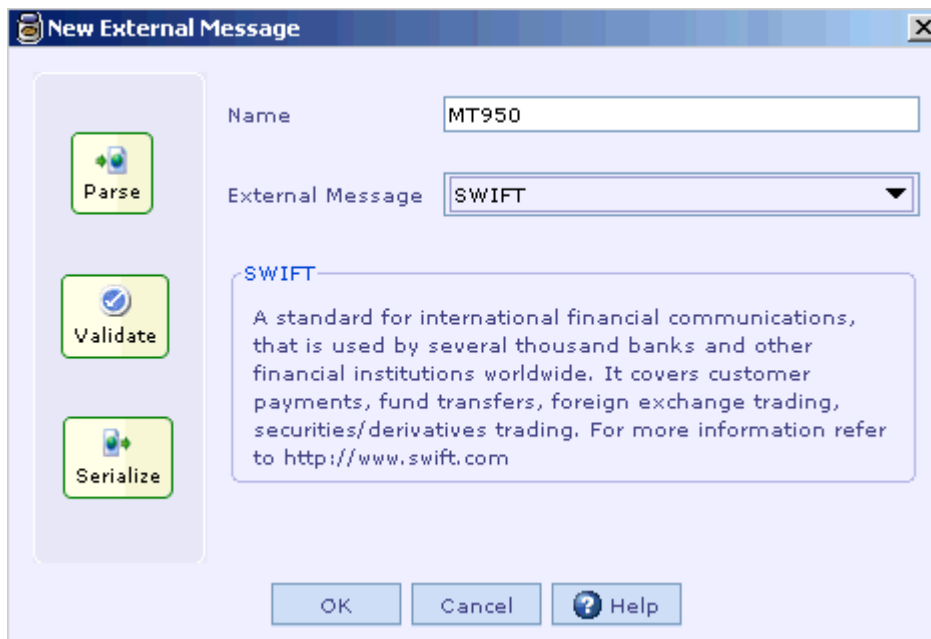 New External Message
Name
MT950
Parse
External Message
SWIFT
Validate
SWIFT
A standard for international financial communications,
that is used by several thousand banks and other
financial institutions worldwide. It covers customer
payments, fund transfers, foreign exchange trading,
securities/derivatives trading. For more information refer
to http://www.swift.com
Serialize
OK
Cancel
Help